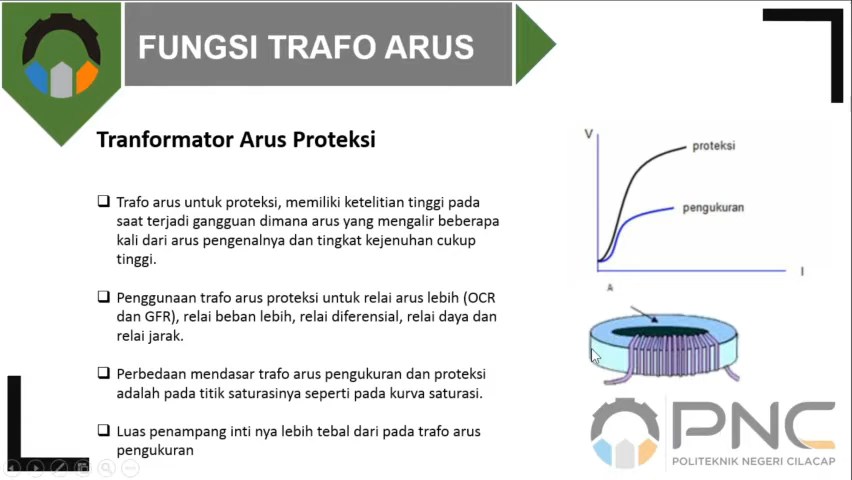 FUNGSI TRAFO ARUS
Tranformator Arus Proteksi
Trafo arus untuk proteksi, memiliki ketelitian tinggi pada
saat terjadi gangguan dimana arus yang mengalir beberapa
kali dari arus pengenalnya dan tingkat kejenuhan cukup
tinggi.
Penggunaan trafo arus proteksi untuk relai arus lebih (OCR
dan GFR), relai beban lebih, relai diferensial, relai daya dan
relai jarak.
Perbedaan mendasar trafo arus pengukuran dan proteksi
adalah pada titik saturasinya seperti pada kurva saturasi.
Luas penampang inti nya lebih tebal dari pada trafo arus
pengukuran
V
proteksi
pengukuran
I
A
PNC
POLITEKNIK NEGERI CILACAP